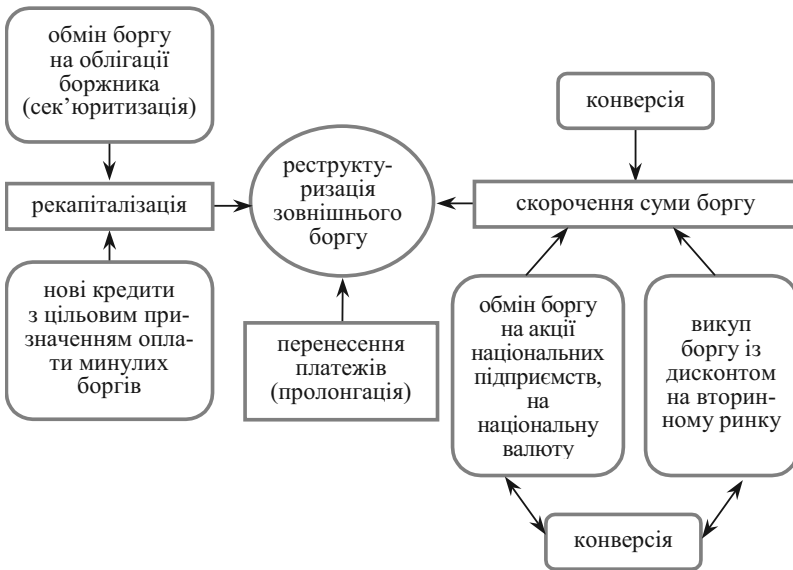 обмін боргу
на облігації
боржника
(сек’юритизація)
рекапіталізація
нові кредити
з цільовим при-
значенням опла-
ти минулих
боргів
реструкту-
ризація
зовнішнього
боргу
перенесення
платежів
(пролонгація)
конверсія
скорочення суми боргу
обмін боргу
на акції
національних
підприємств,
на
національну
валюту
викуп
боргу із
дисконтом
на вторин-
ному ринку
конверсія